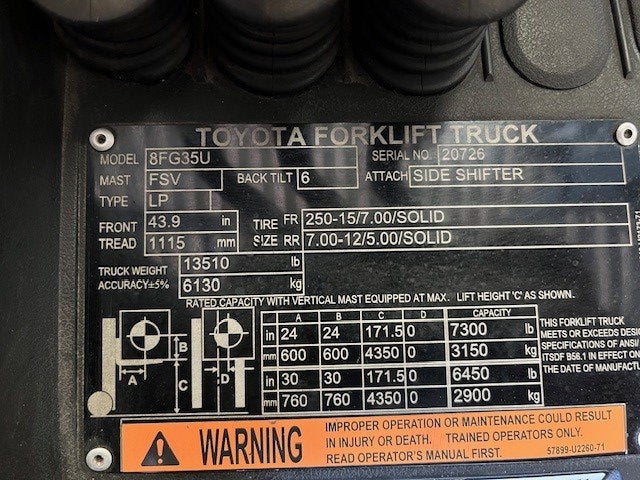 TOYOTA FORKLIFT TRUCK
MODEL 8FG35U SERIAL NO. 20726
MAST FSV BACK TILT 6 ATTACH SIDE SHIFTER
TYPE LP
FRONT TREAD 43.9 in 1115 mm
TIRE SIZE FR 250-15/7.00/SOLID
RR 7.00-12/5.00/SOLID
TRUCK WEIGHT 13510 lb
ACCURACY±5% 6130 kg
RATED CAPACITY WITH VERTICAL MAST EQUIPPED AT MAX. LIFT HEIGHT 'C' AS SHOWN.
A B C D CAPACITY
in 24 24 171.5 0 7300 lb
mm 600 600 4350 0 3150 kg
in 30 30 171.5 0 6450 lb
mm 760 760 4350 0 2900 kg
B
A C D
THIS FORKLIFT TRUCK
MEETS OR EXCEEDS
SPECIFICATIONS OF ANSI/
ITSDF B56.1 IN EFFECT ON
THE DATE OF
WARNING
IMPROPER OPERATION OR MAINTENANCE COULD RESULT
IN INJURY OR DEATH. TRAINED OPERATORS ONLY.
READ OPERATOR'S MANUAL FIRST.
57899-U2260-71